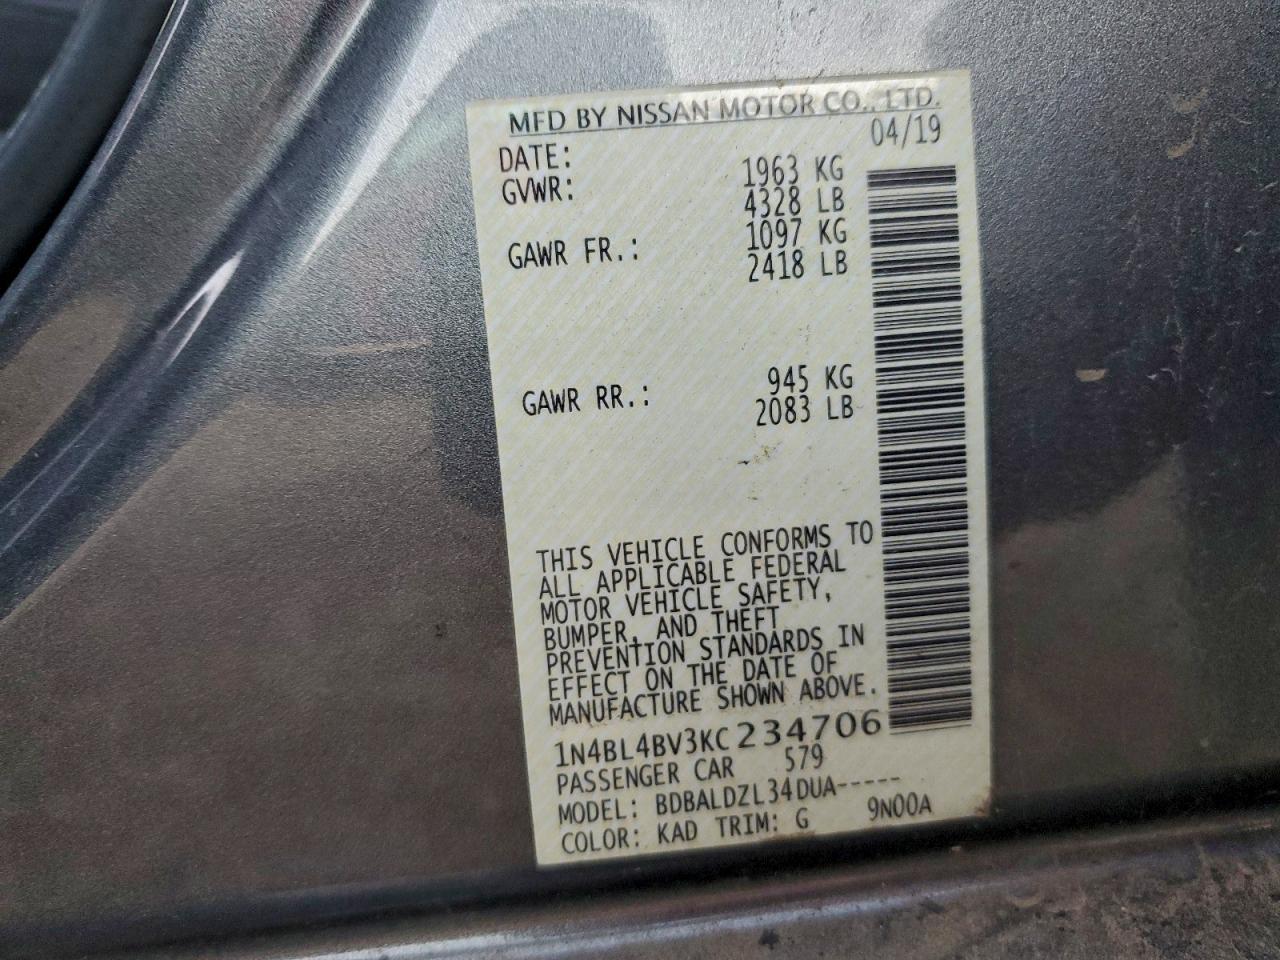 MFD BY NISSAN MOTOR CO., LTD.
DATE: 04/19
GVWR: 1963 KG
4328 LB
GAWR FR.: 1097 KG
2418 LB
GAWR RR.: 945 KG
2083 LB
THIS VEHICLE CONFORMS TO
ALL APPLICABLE FEDERAL
MOTOR VEHICLE SAFETY,
BUMPER, AND THEFT
PREVENTION STANDARDS IN
EFFECT ON THE DATE OF
MANUFACTURE SHOWN ABOVE.
1N4BL4BV3KC234706
PASSENGER CAR 579
MODEL: BDBALDZL34DUA-----
COLOR: KAD TRIM: G 9N00A